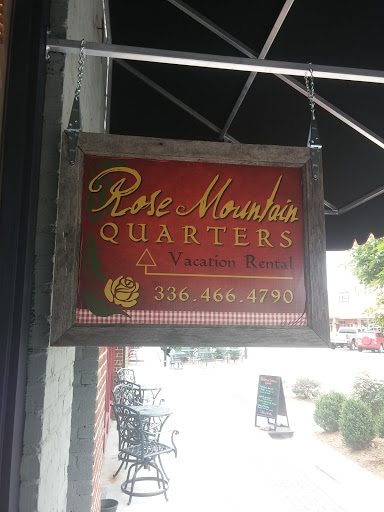 Rose Mountain
QUARTERS
Vacation Rental
336.466.4790